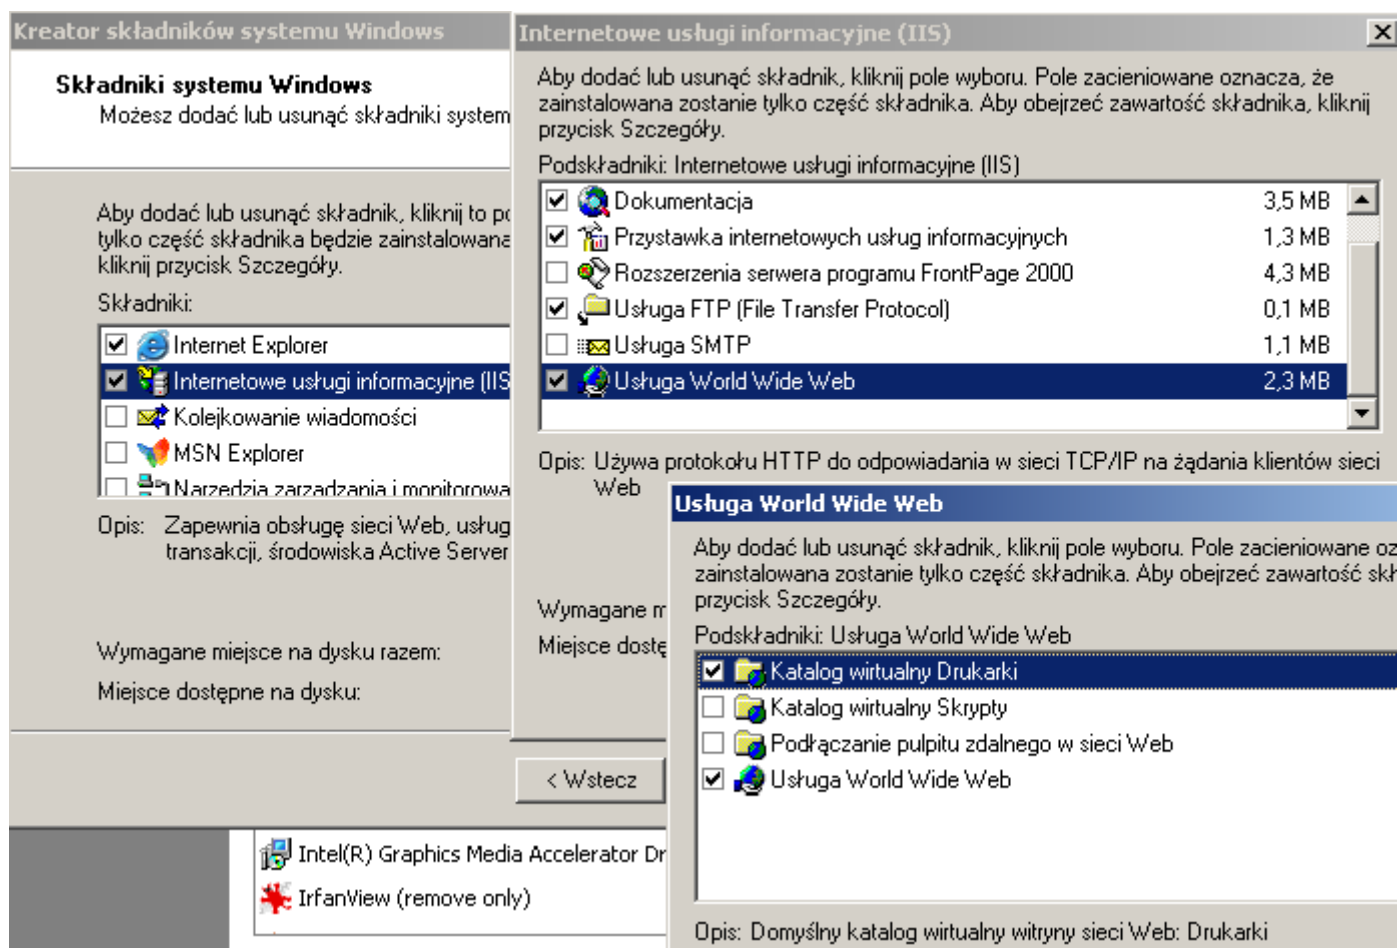 Kreator składników systemu Windows
Składniki systemu Windows
Możesz dodać lub usunąć składniki system
Aby dodać lub usunąć składnik, kliknij to po
tylko część składnika będzie zainstalowana
kliknij przycisk Szczegóły.
Składniki:
Internet Explorer
Internetowe usługi informacyjne (IIS
Kolejkowanie wiadomości
MSN Explorer
Narzędzia zarządzania i monitorowa
Opis: Zapewnia obsługę sieci Web, usług
transakcji, środowiska Active Server
Wymagane miejsce na dysku razem:
Miejsce dostępne na dysku:
< Wstecz
Intel(R) Graphics Media Accelerator Dr
IrfanView (remove only)
Internetowe usługi informacyjne (IIS)
Aby dodać lub usunąć składnik, kliknij pole wyboru. Pole zacieniowane oznacza, że
zainstalowana zostanie tylko część składnika. Aby obejrzeć zawartość składnika, kliknij
przycisk Szczegóły.
Podskładniki: Internetowe usługi informacyjne (IIS)
Dokumentacja 3,5 MB
Przystawka internetowych usług informacyjnych 1,3 MB
Rozszerzenia serwera programu FrontPage 2000 4,3 MB
Usługa FTP (File Transfer Protocol) 0,1 MB
Usługa SMTP 1,1 MB
Usługa World Wide Web 2,3 MB
Opis: Używa protokołu HTTP do odpowiadania w sieci TCP/IP na żądania klientów sieci
Web
Wymagane m
Miejsce dostę
Usługa World Wide Web
Aby dodać lub usunąć składnik, kliknij pole wyboru. Pole zacieniowane oz
zainstalowana zostanie tylko część składnika. Aby obejrzeć zawartość skł
przycisk Szczegóły.
Podskładniki: Usługa World Wide Web
Katalog wirtualny Drukarki
Katalog wirtualny Skrypty
Podłączanie pulpitu zdalnego w sieci Web
Usługa World Wide Web
Opis: Domyślny katalog wirtualny witryny sieci Web: Drukarki